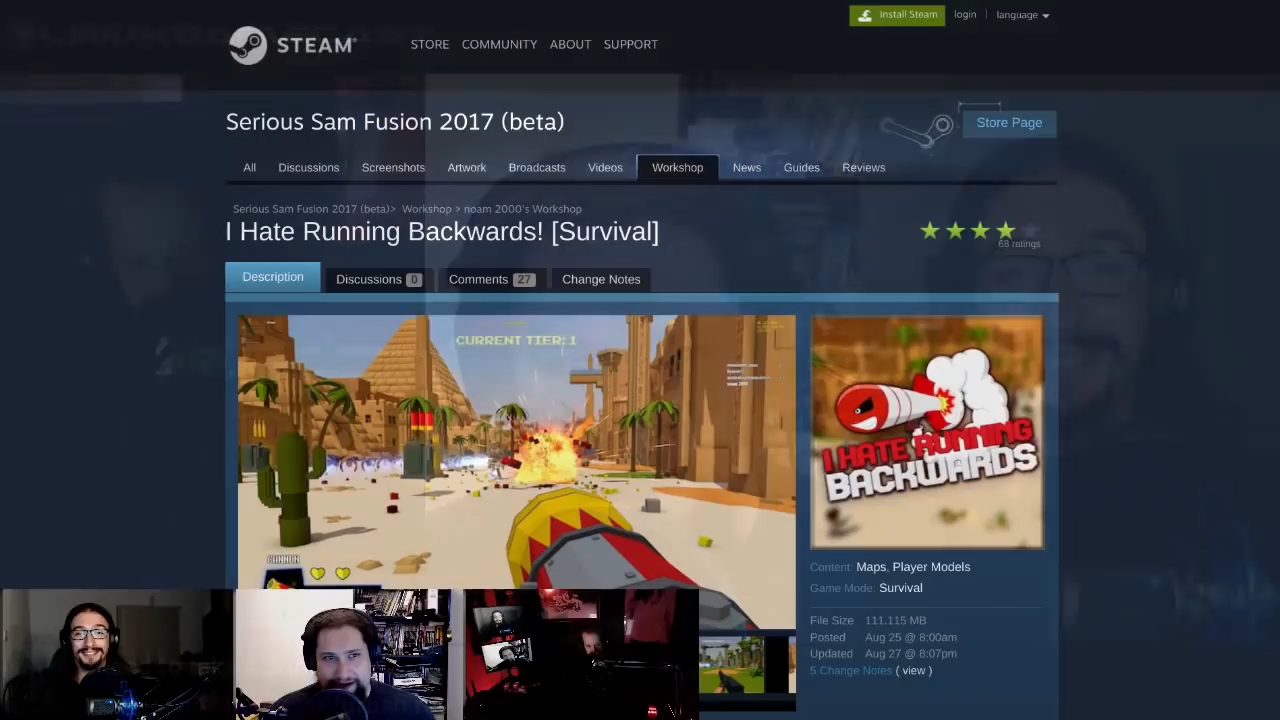 Install Steam
login
language
STEAM
STORE
COMMUNITY
ABOUT
SUPPORT
Serious Sam Fusion 2017 (beta)
Store Page
All
Discussions
Screenshots
Artwork
Broadcasts
Videos
Workshop
News
Guides
Reviews
Serious Sam Fusion 2017 (beta)> Workshop > noam 2000's Workshop
I Hate Running Backwards! [Survival]
68 ratings
Description
Discussions 0
Comments 27
Change Notes
CURRENT TIER: 1
CANNON
I HATE RUNNING
BACKWARDS
Content: Maps, Player Models
Game Mode: Survival
File Size 111.115 MB
Posted Aug 25 @ 8:00am
Updated Aug 27 @ 8:07pm
5 Change Notes ( view )